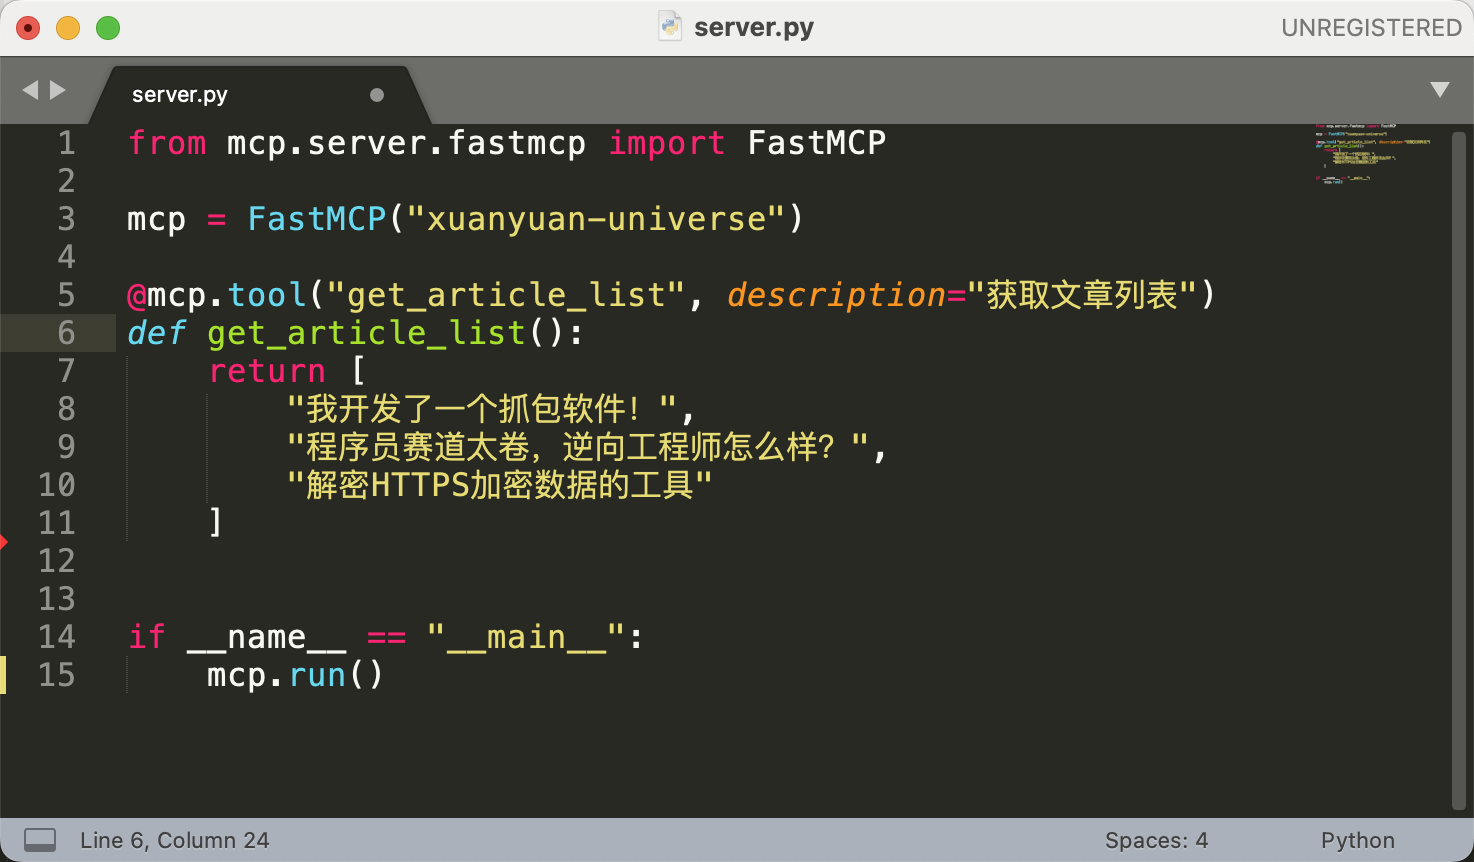 server.py
UNREGISTERED
server.py
1 from mcp.server.fastmcp import FastMCP
2
3 mcp = FastMCP("xuanyuan-universe")
4
5 @mcp.tool("get_article_list", description="获取文章列表")
6 def get_article_list():
7     return [
8         "我开发了一个抓包软件！",
9         "程序员赛道太卷，逆向工程师怎么样？",
10         "解密HTTPS加密数据的工具"
11     ]
12
13
14 if __name__ == "__main__":
15     mcp.run()
Line 6, Column 24
Spaces: 4
Python